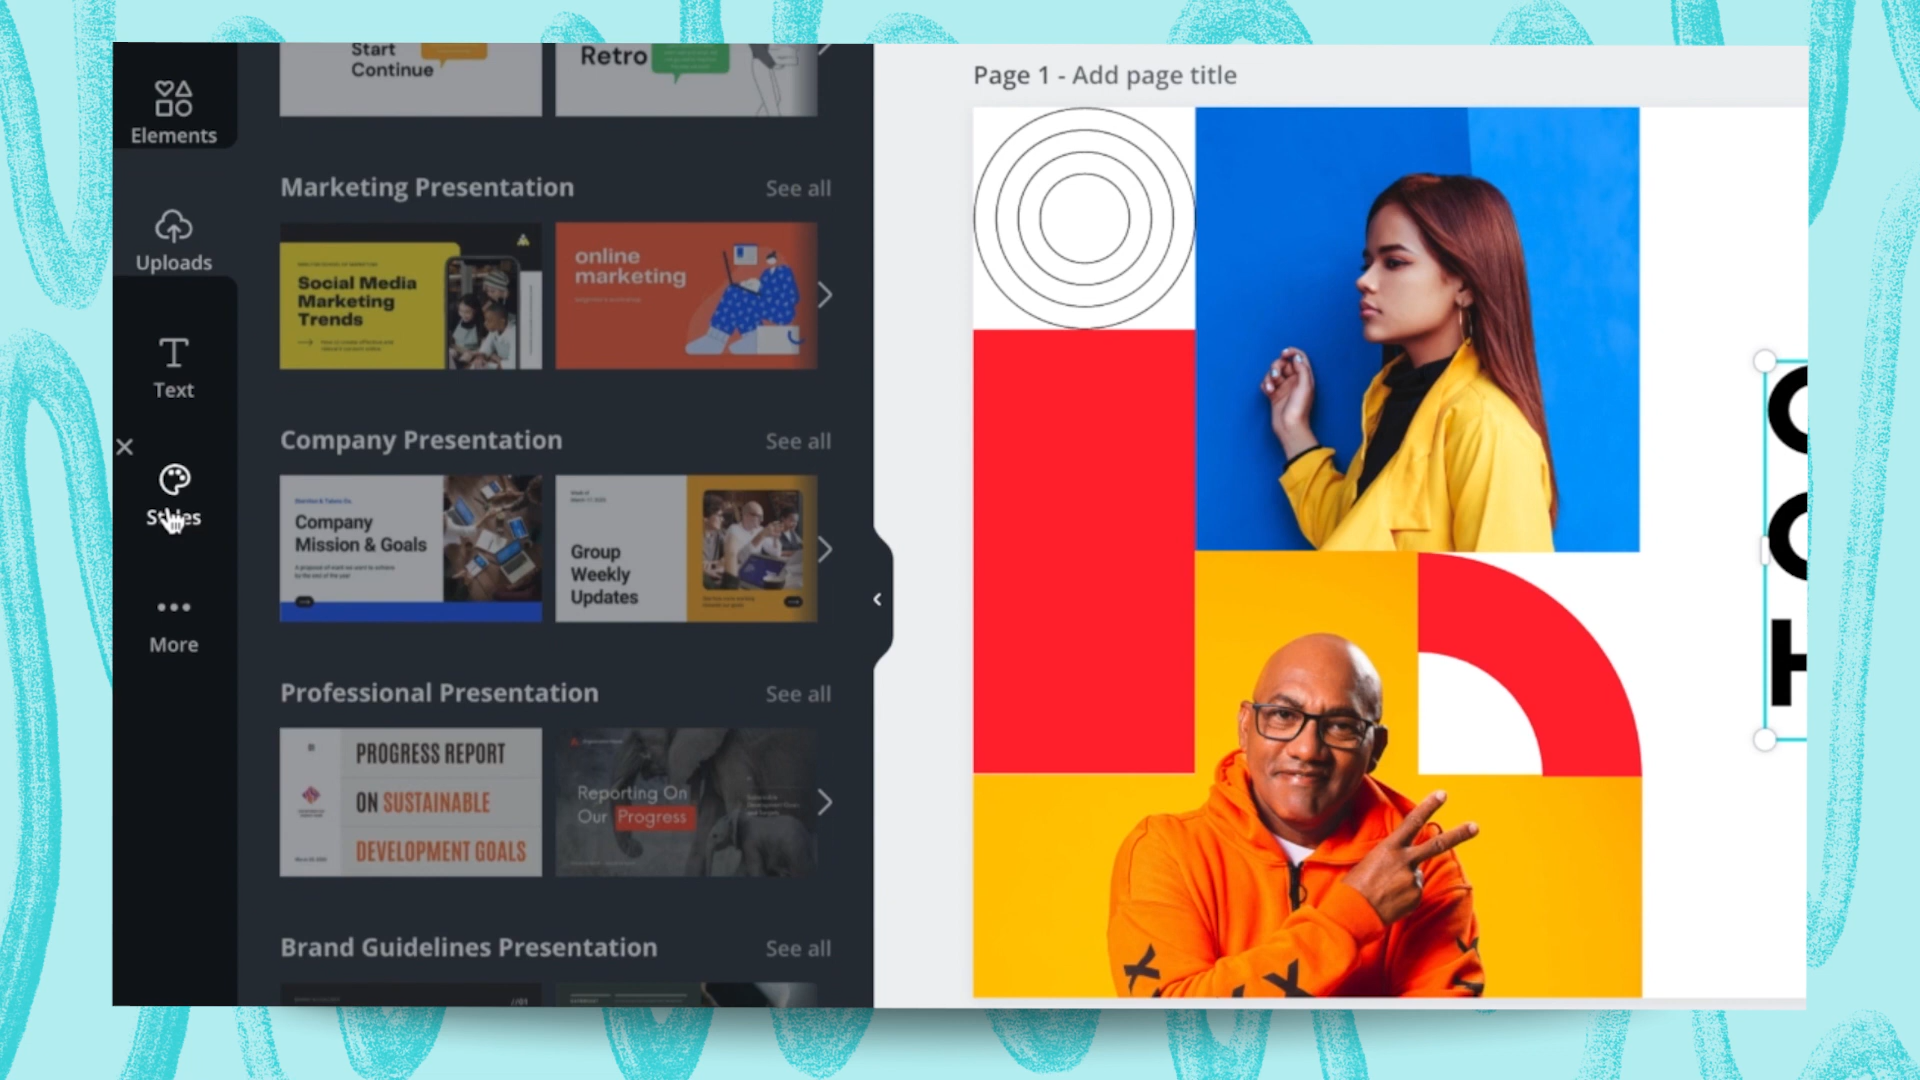 Elements
Uploads
Text
Styles
More
Start
Continue
Retro
Marketing Presentation
See all
Social Media
Marketing
Trends
online
marketing
Company Presentation
See all
Company
Mission & Goals
Group
Weekly
Updates
Professional Presentation
See all
PROGRESS REPORT
ON SUSTAINABLE
DEVELOPMENT GOALS
Reporting On
Our Progress
Brand Guidelines Presentation
See all
Page 1 - Add page title
H